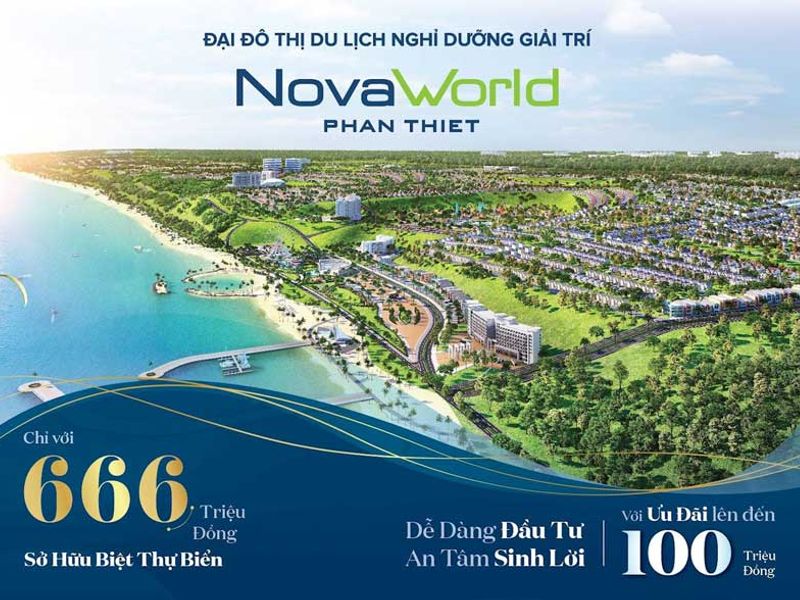 ĐẠI ĐÔ THỊ DU LỊCH NGHỈ DƯỠNG GIẢI TRÍ
NovaWorld
PHAN THIET
Chỉ với
666 Triệu Đồng
Sở Hữu Biệt Thự Biển
Dễ Dàng Đầu Tư
An Tâm Sinh Lời
Với Ưu Đãi lên đến
100 Triệu Đồng